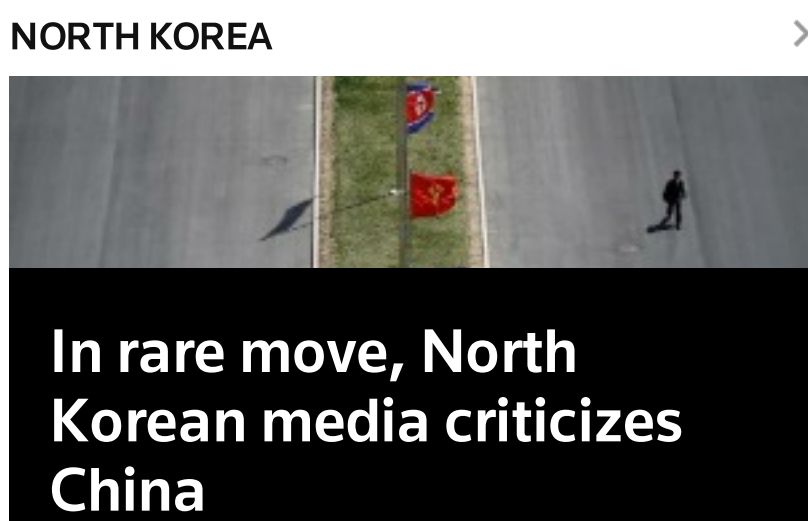 NORTH KOREA
In rare move, North
Korean media criticizes
China